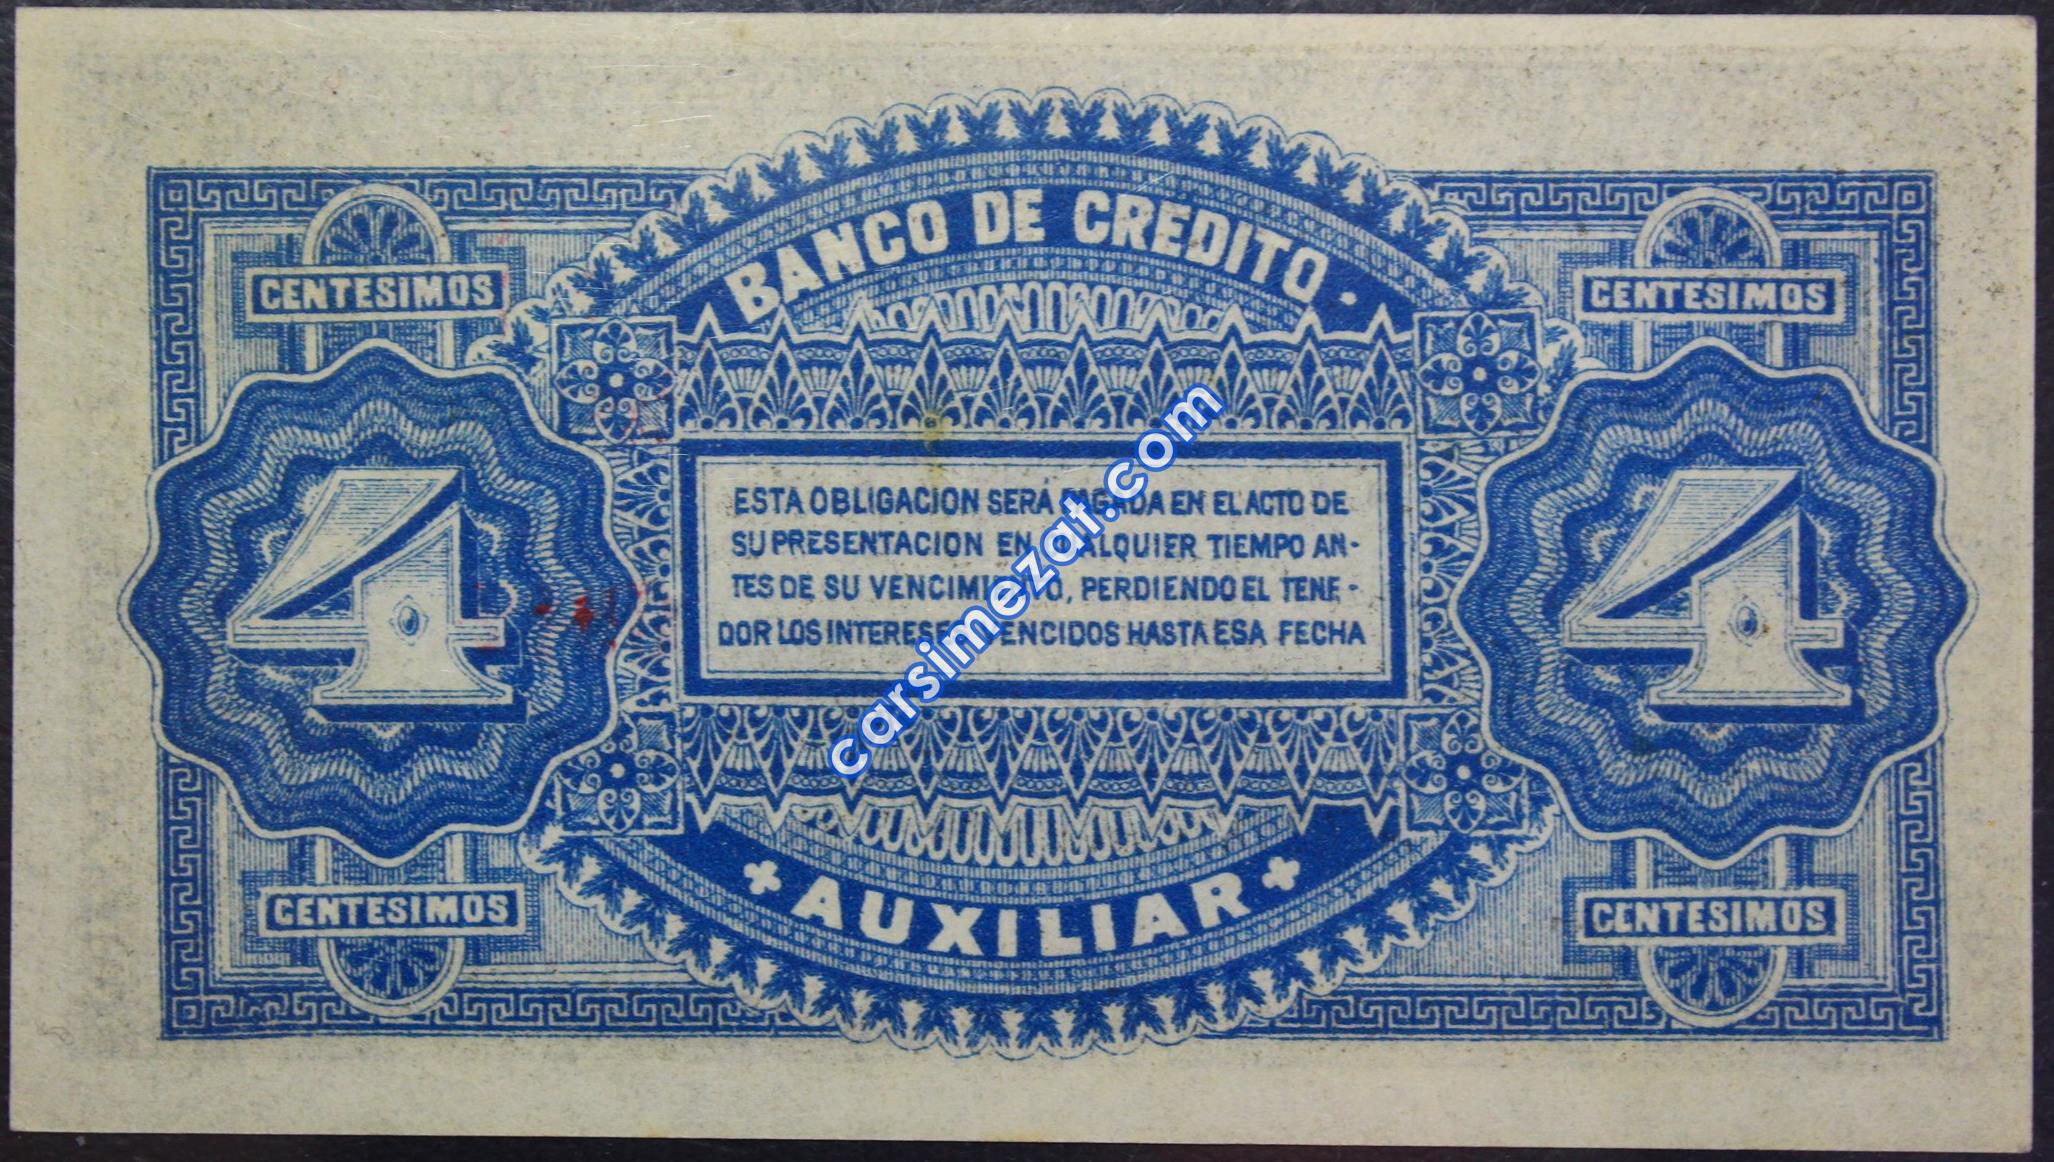 BANCO DE CREDITO
CENTESIMOS
CENTESIMOS
4
4
ESTA OBLIGACION SERÁ PAGADA EN EL ACTO DE
SU PRESENTACION EN CUALQUIER TIEMPO AN-
TES DE SU VENCIMIENTO, PERDIENDO EL TENE-
DOR LOS INTERESES VENCIDOS HASTA ESA FECHA
carsimezat.com
CENTESIMOS
CENTESIMOS
AUXILIAR